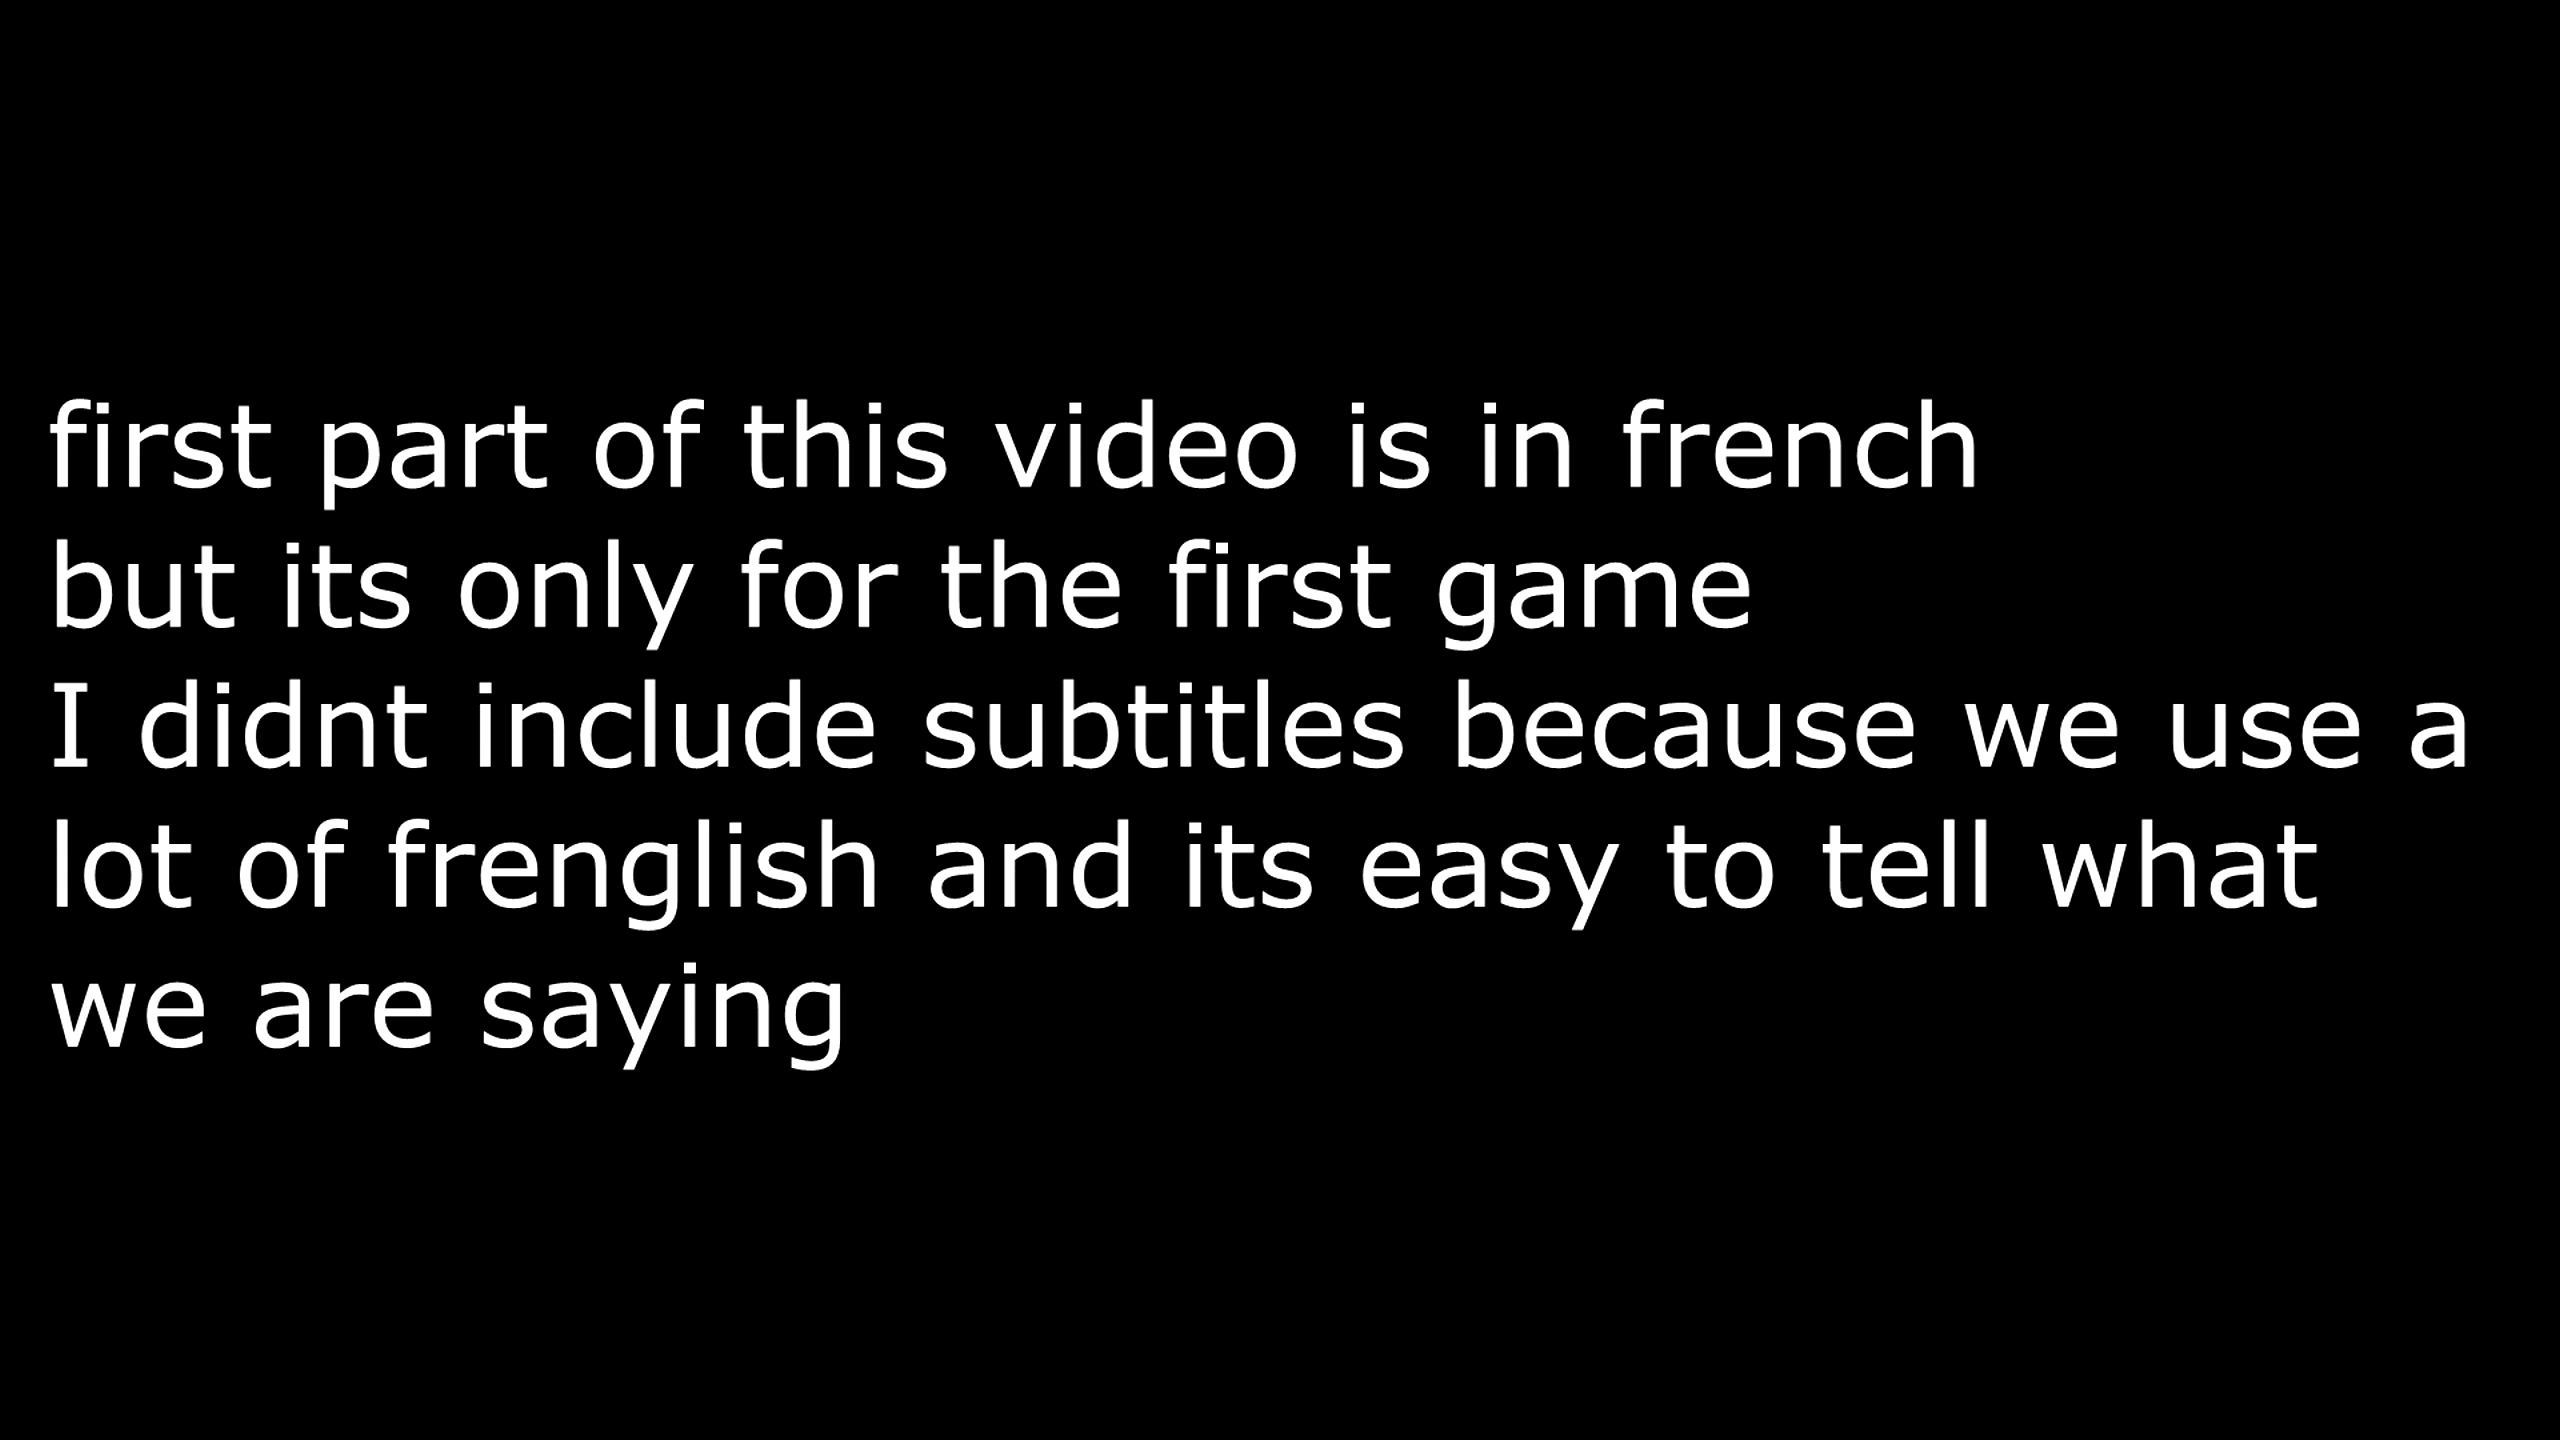 first part of this video is in french
but its only for the first game
I didnt include subtitles because we use a
lot of frenglish and its easy to tell what
we are saying